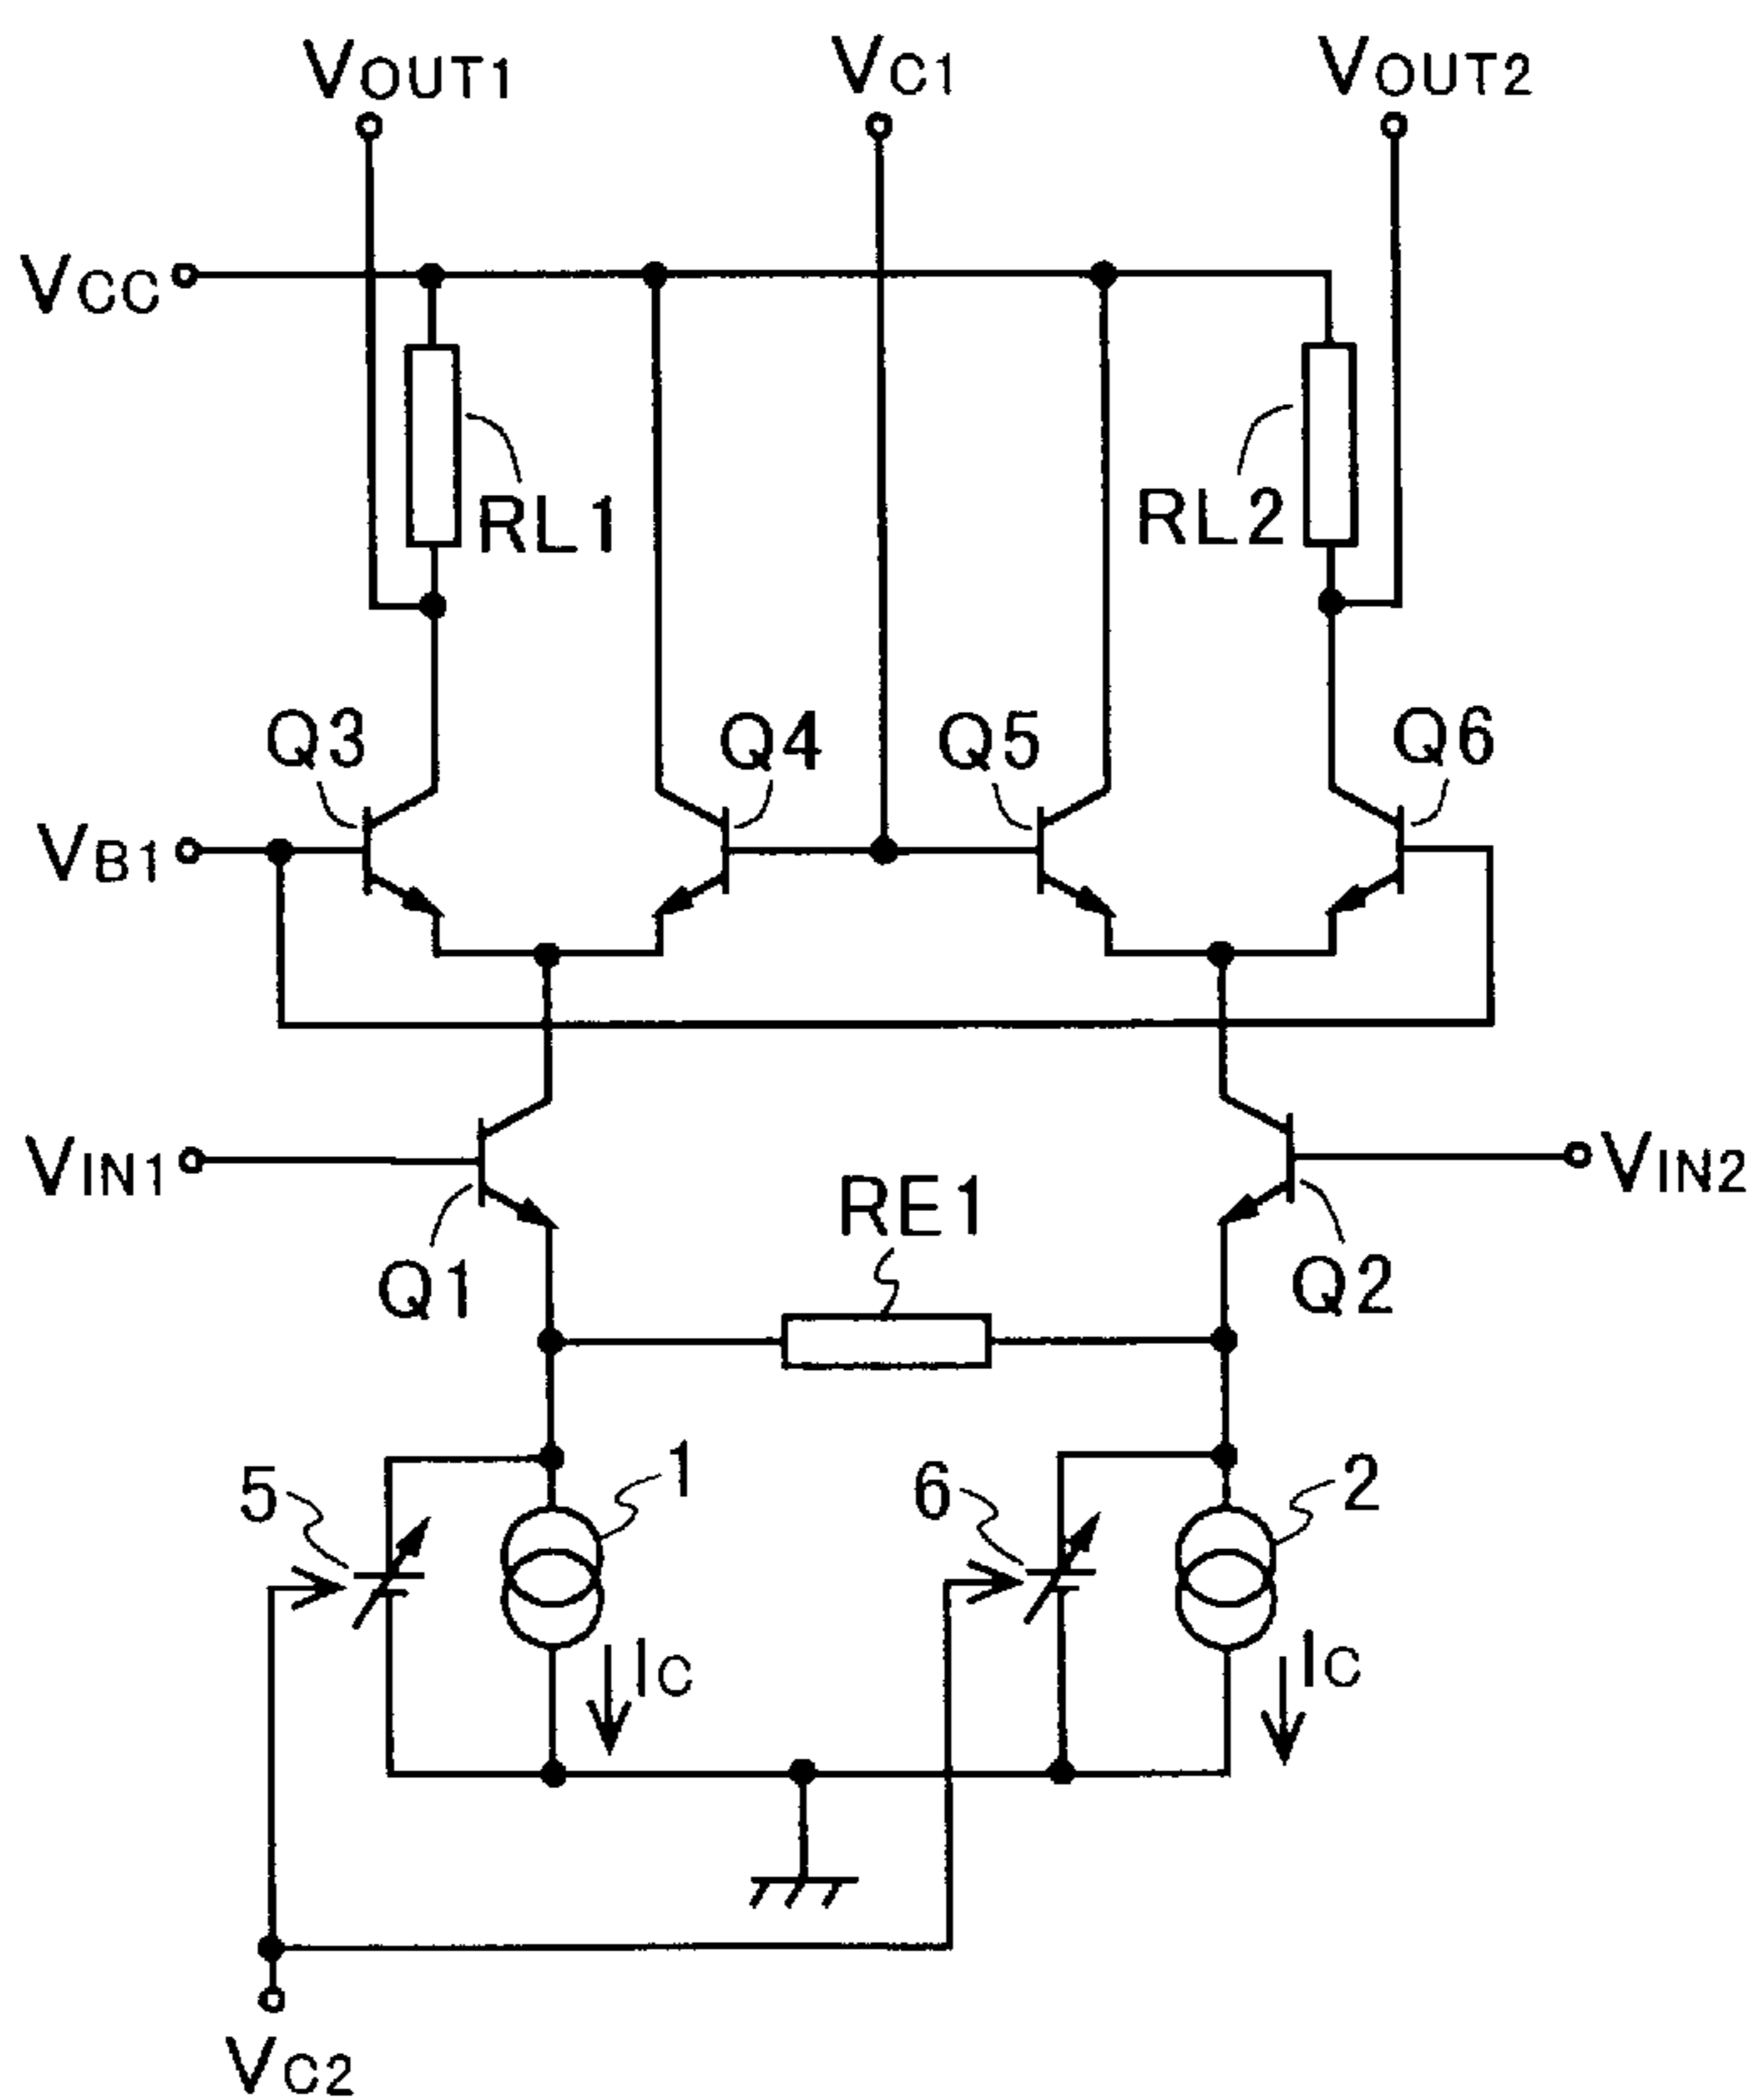 VOUT1 VC1 VOUT2
VCC
RL1 RL2
Q3 Q4 Q5 Q6
VB1
VIN1 RE1 VIN2
Q1 Q2
5 1 6 2
IC IC
VC2